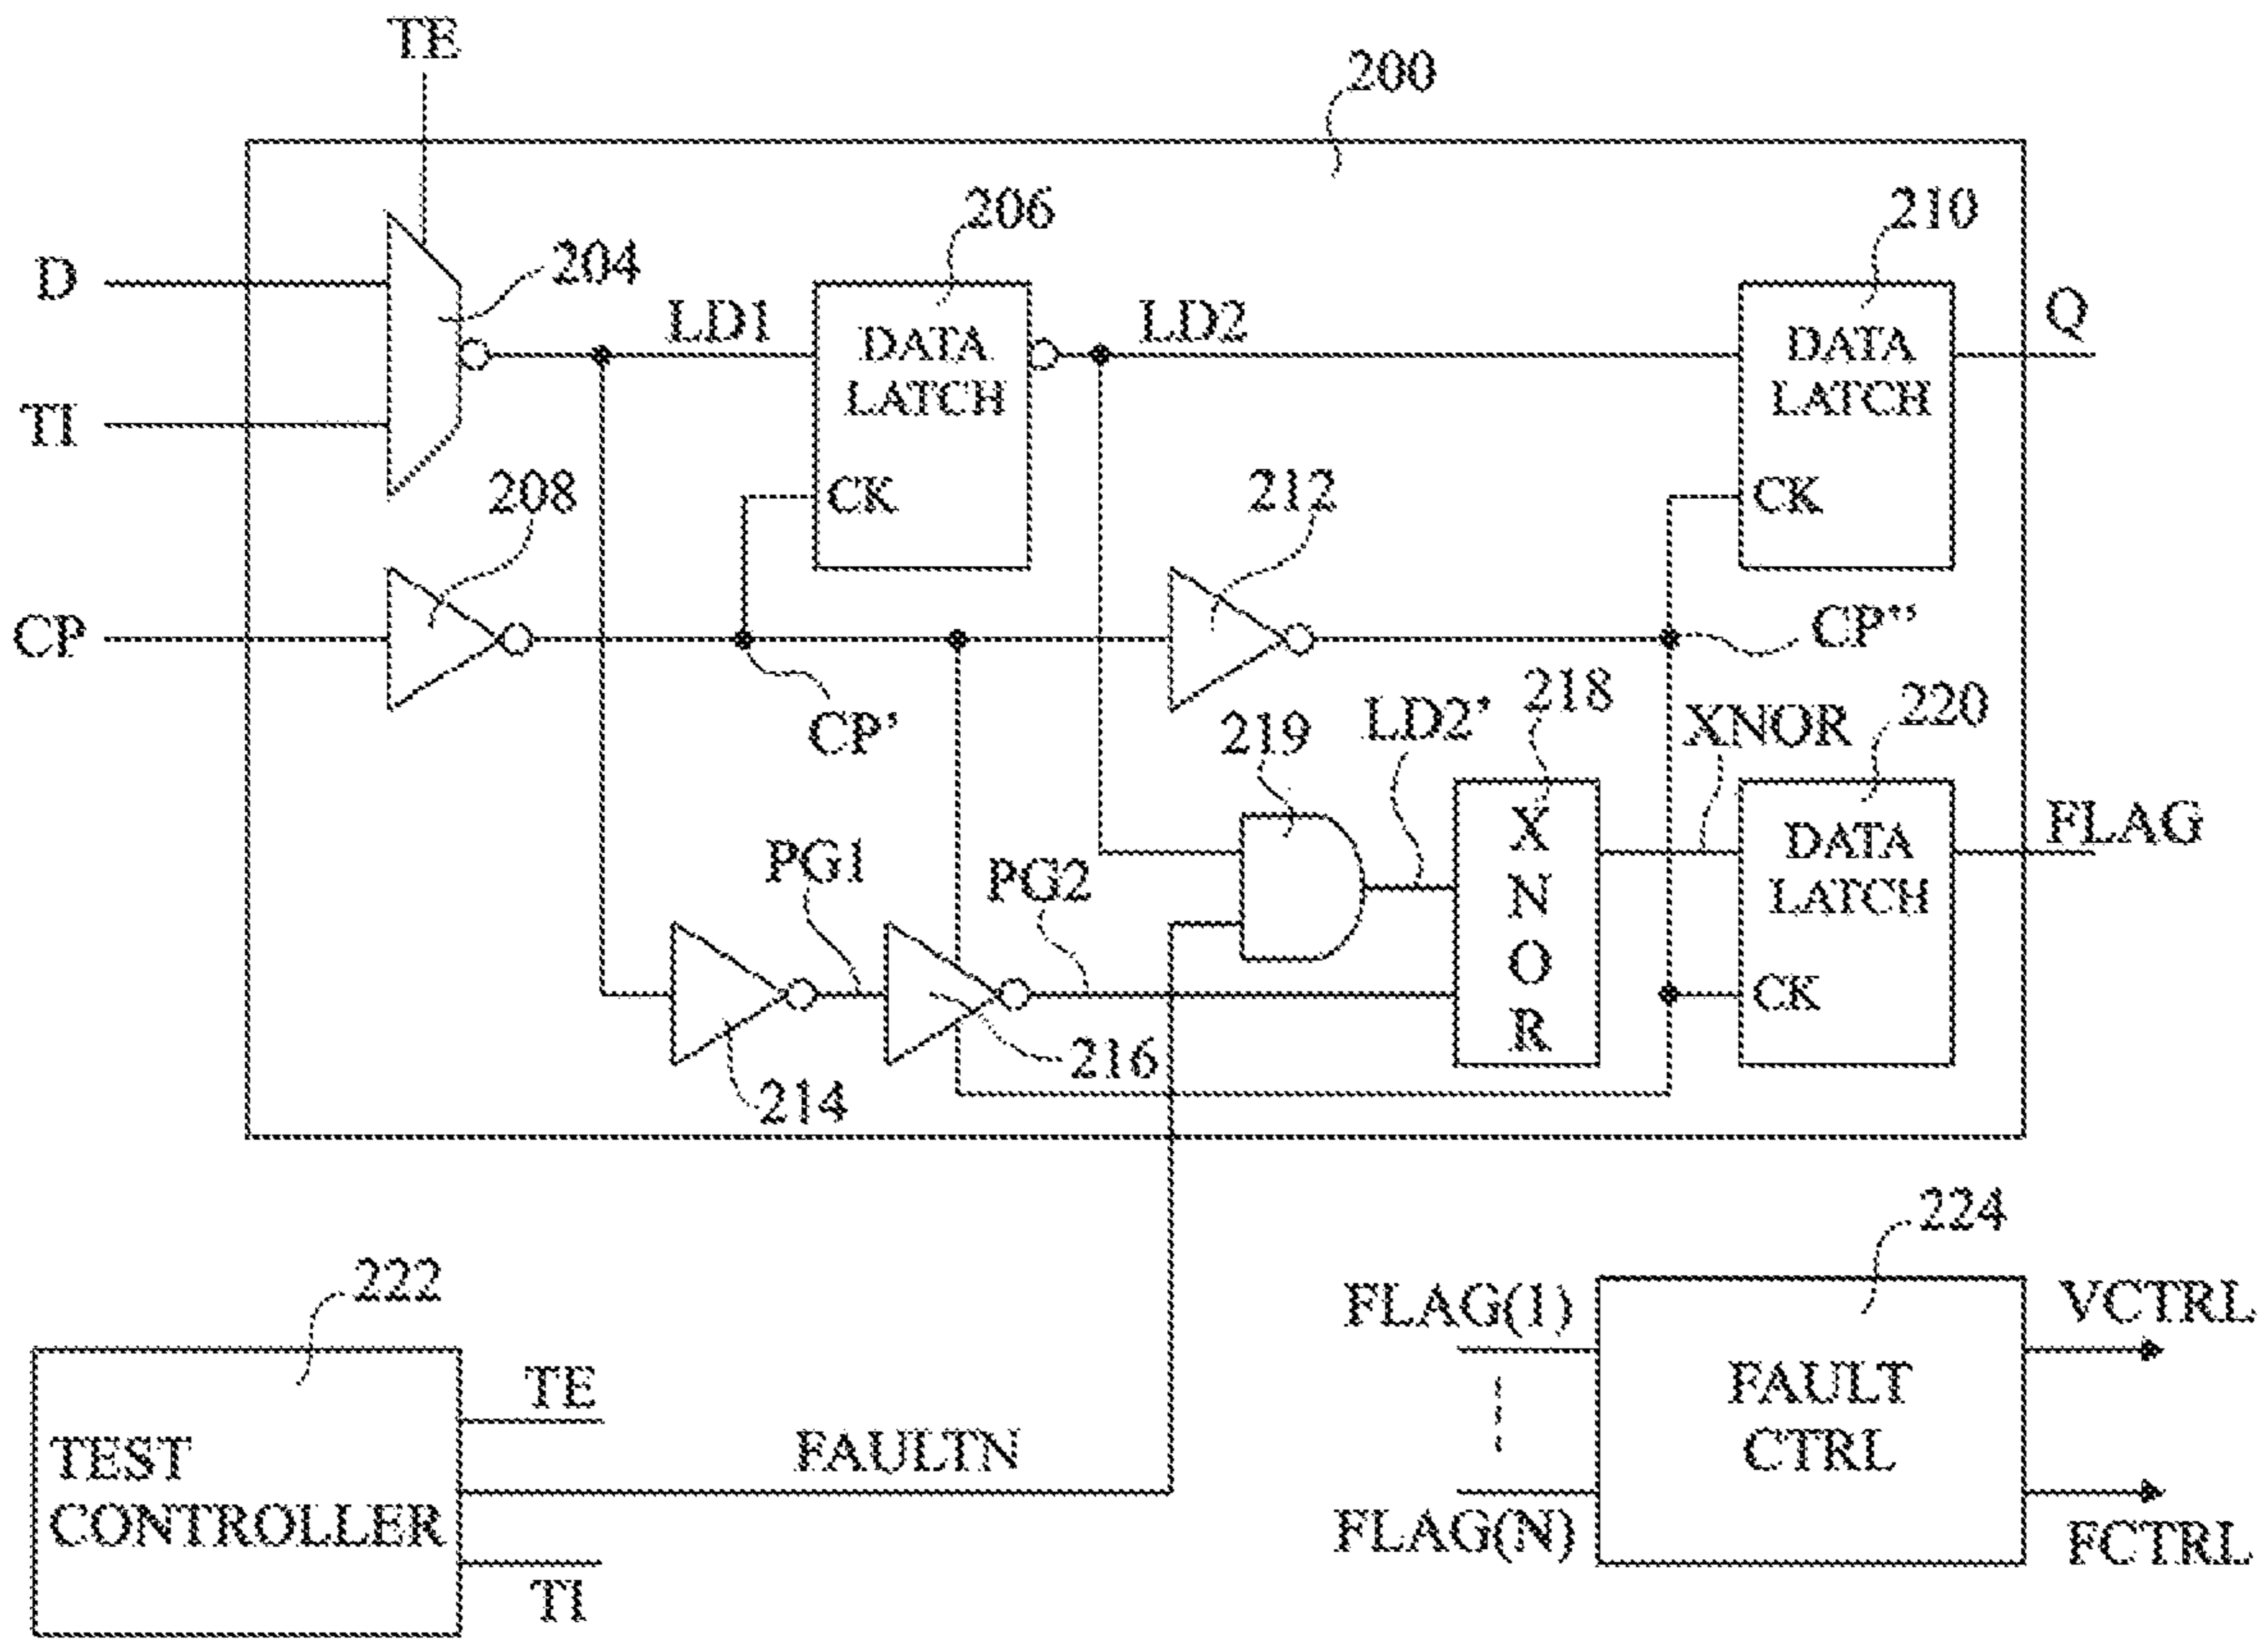 TE
200
206
210
D
204
LD1
LD2
Q
DATA
LATCH
DATA
LATCH
TI
208
CK
212
CK
CP
CP'
CP''
218
LD2'
219
XNOR
220
PG1
PG2
X
N
O
R
DATA
LATCH
FLAG
CK
216
214
222
224
FLAG(1)
VCTRL
TE
FAULT
CTRL
TEST
CONTROLLER
FAULTN
FLAG(N)
FCTRL
TI